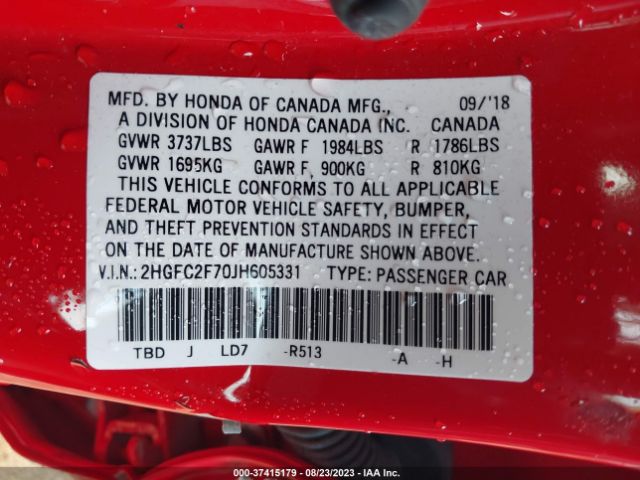 MFD. BY HONDA OF CANADA MFG., 09/'18
A DIVISION OF HONDA CANADA INC. CANADA
GVWR 3737LBS GAWR F 1984LBS R 1786LBS
GVWR 1695KG GAWR F 900KG R 810KG
THIS VEHICLE CONFORMS TO ALL APPLICABLE
FEDERAL MOTOR VEHICLE SAFETY, BUMPER,
AND THEFT PREVENTION STANDARDS IN EFFECT
ON THE DATE OF MANUFACTURE SHOWN ABOVE.
V.I.N.: 2HGFC2F70JH605331 TYPE: PASSENGER CAR
TBD J LD7 -R513 -A -H
000-37415179 - 08/23/2023 - IAA Inc.